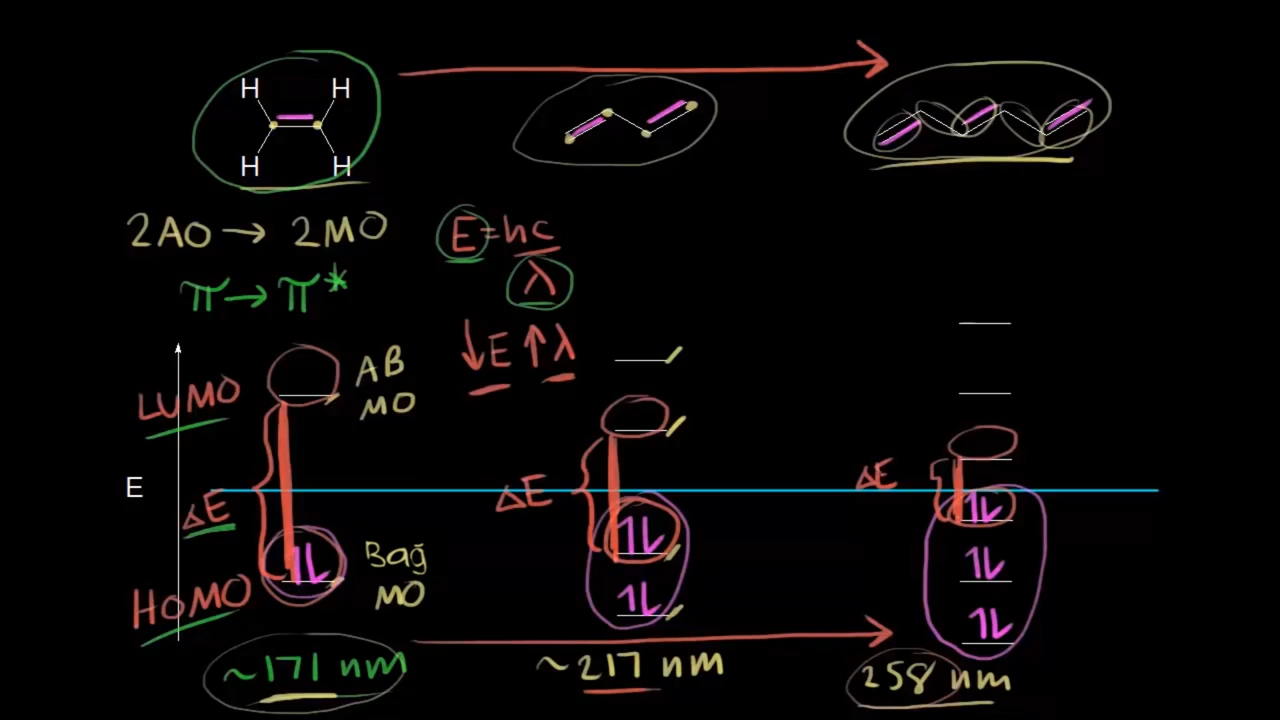 H H
H H
2AO → 2MO
E = hc
λ
π → π*
↓E ↑λ
AB
MO
LUMO
E
ΔE
ΔE
ΔE
Bağ
MO
HOMO
~171 nm
~217 nm
258 nm